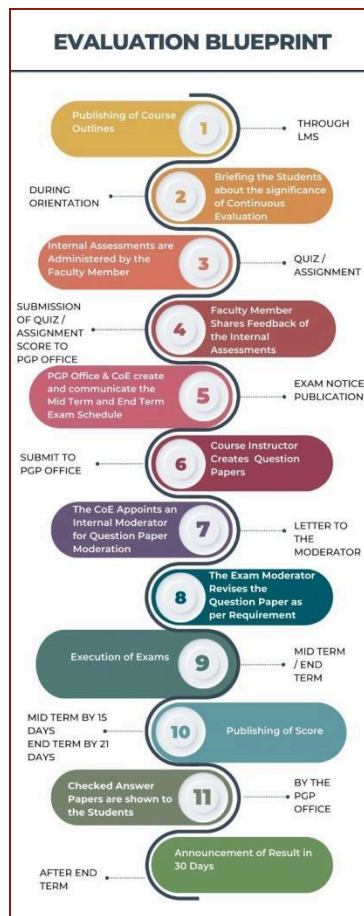 EVALUATION BLUEPRINT
Publishing of Course
Outlines
1
THROUGH
LMS
DURING
ORIENTATION
2
Briefing the Students
about the significance
of Continuous
Evaluation
Internal Assessments are
Administered by the
Faculty Member
3
QUIZ /
ASSIGNMENT
SUBMISSION
OF QUIZ /
ASSIGNMENT
SCORE TO
PGP OFFICE
4
Faculty Member
Shares Feedback of
the Internal
Assessments
PGP Office & CoE create
and communicate the
Mid Term and End Term
Exam Schedule
5
EXAM NOTICE
PUBLICATION
SUBMIT TO
PGP OFFICE
6
Course Instructor
Creates Question
Papers
The CoE Appoints an
Internal Moderator
for Question Paper
Moderation
7
LETTER TO
THE
MODERATOR
8
The Exam Moderator
Revises the
Question Paper as
per Requirement
Execution of Exams
9
MID TERM
/ END
TERM
MID TERM BY 15
DAYS
END TERM BY 21
DAYS
10
Publishing of Score
Checked Answer
Papers are shown to
the Students
11
BY THE
PGP
OFFICE
AFTER END
TERM
Announcement of Result in
30 Days